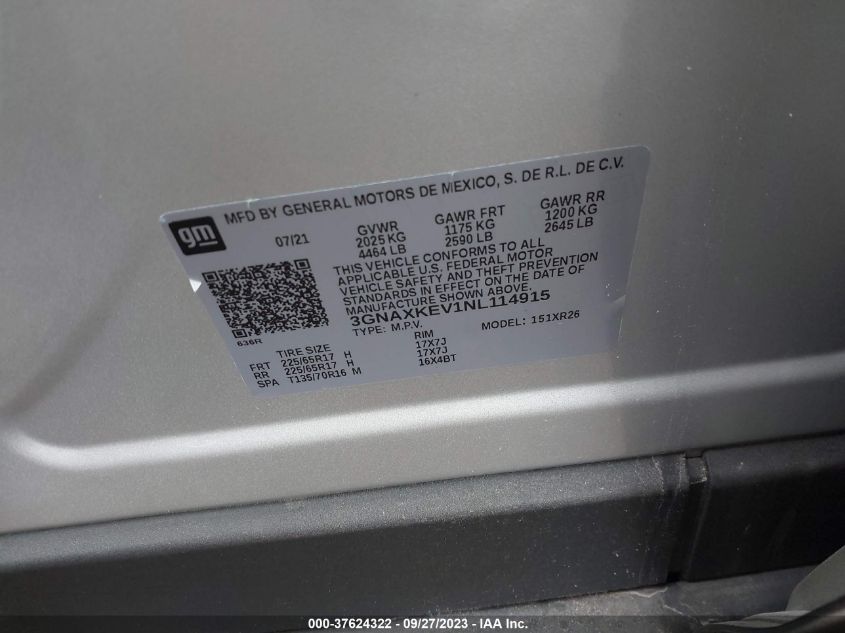 gm
MFD BY GENERAL MOTORS DE MEXICO, S. DE R.L. DE C.V.
07/21 GVWR GAWR FRT GAWR RR
2025 KG 1175 KG 1200 KG
4464 LB 2590 LB 2645 LB
THIS VEHICLE CONFORMS TO ALL
APPLICABLE U.S. FEDERAL MOTOR
VEHICLE SAFETY AND THEFT PREVENTION
STANDARDS IN EFFECT ON THE DATE OF
MANUFACTURE SHOWN ABOVE.
3GNAXKEV1NL114915
636R
TYPE: M.P.V. MODEL: 151XR26
TIRE SIZE RIM
FRT 225/65R17 H 17X7J
RR 225/65R17 H 17X7J
SPA T135/70R16 M 16X4BT
000-37624322 / 09/27/2023 - © IAA Inc.